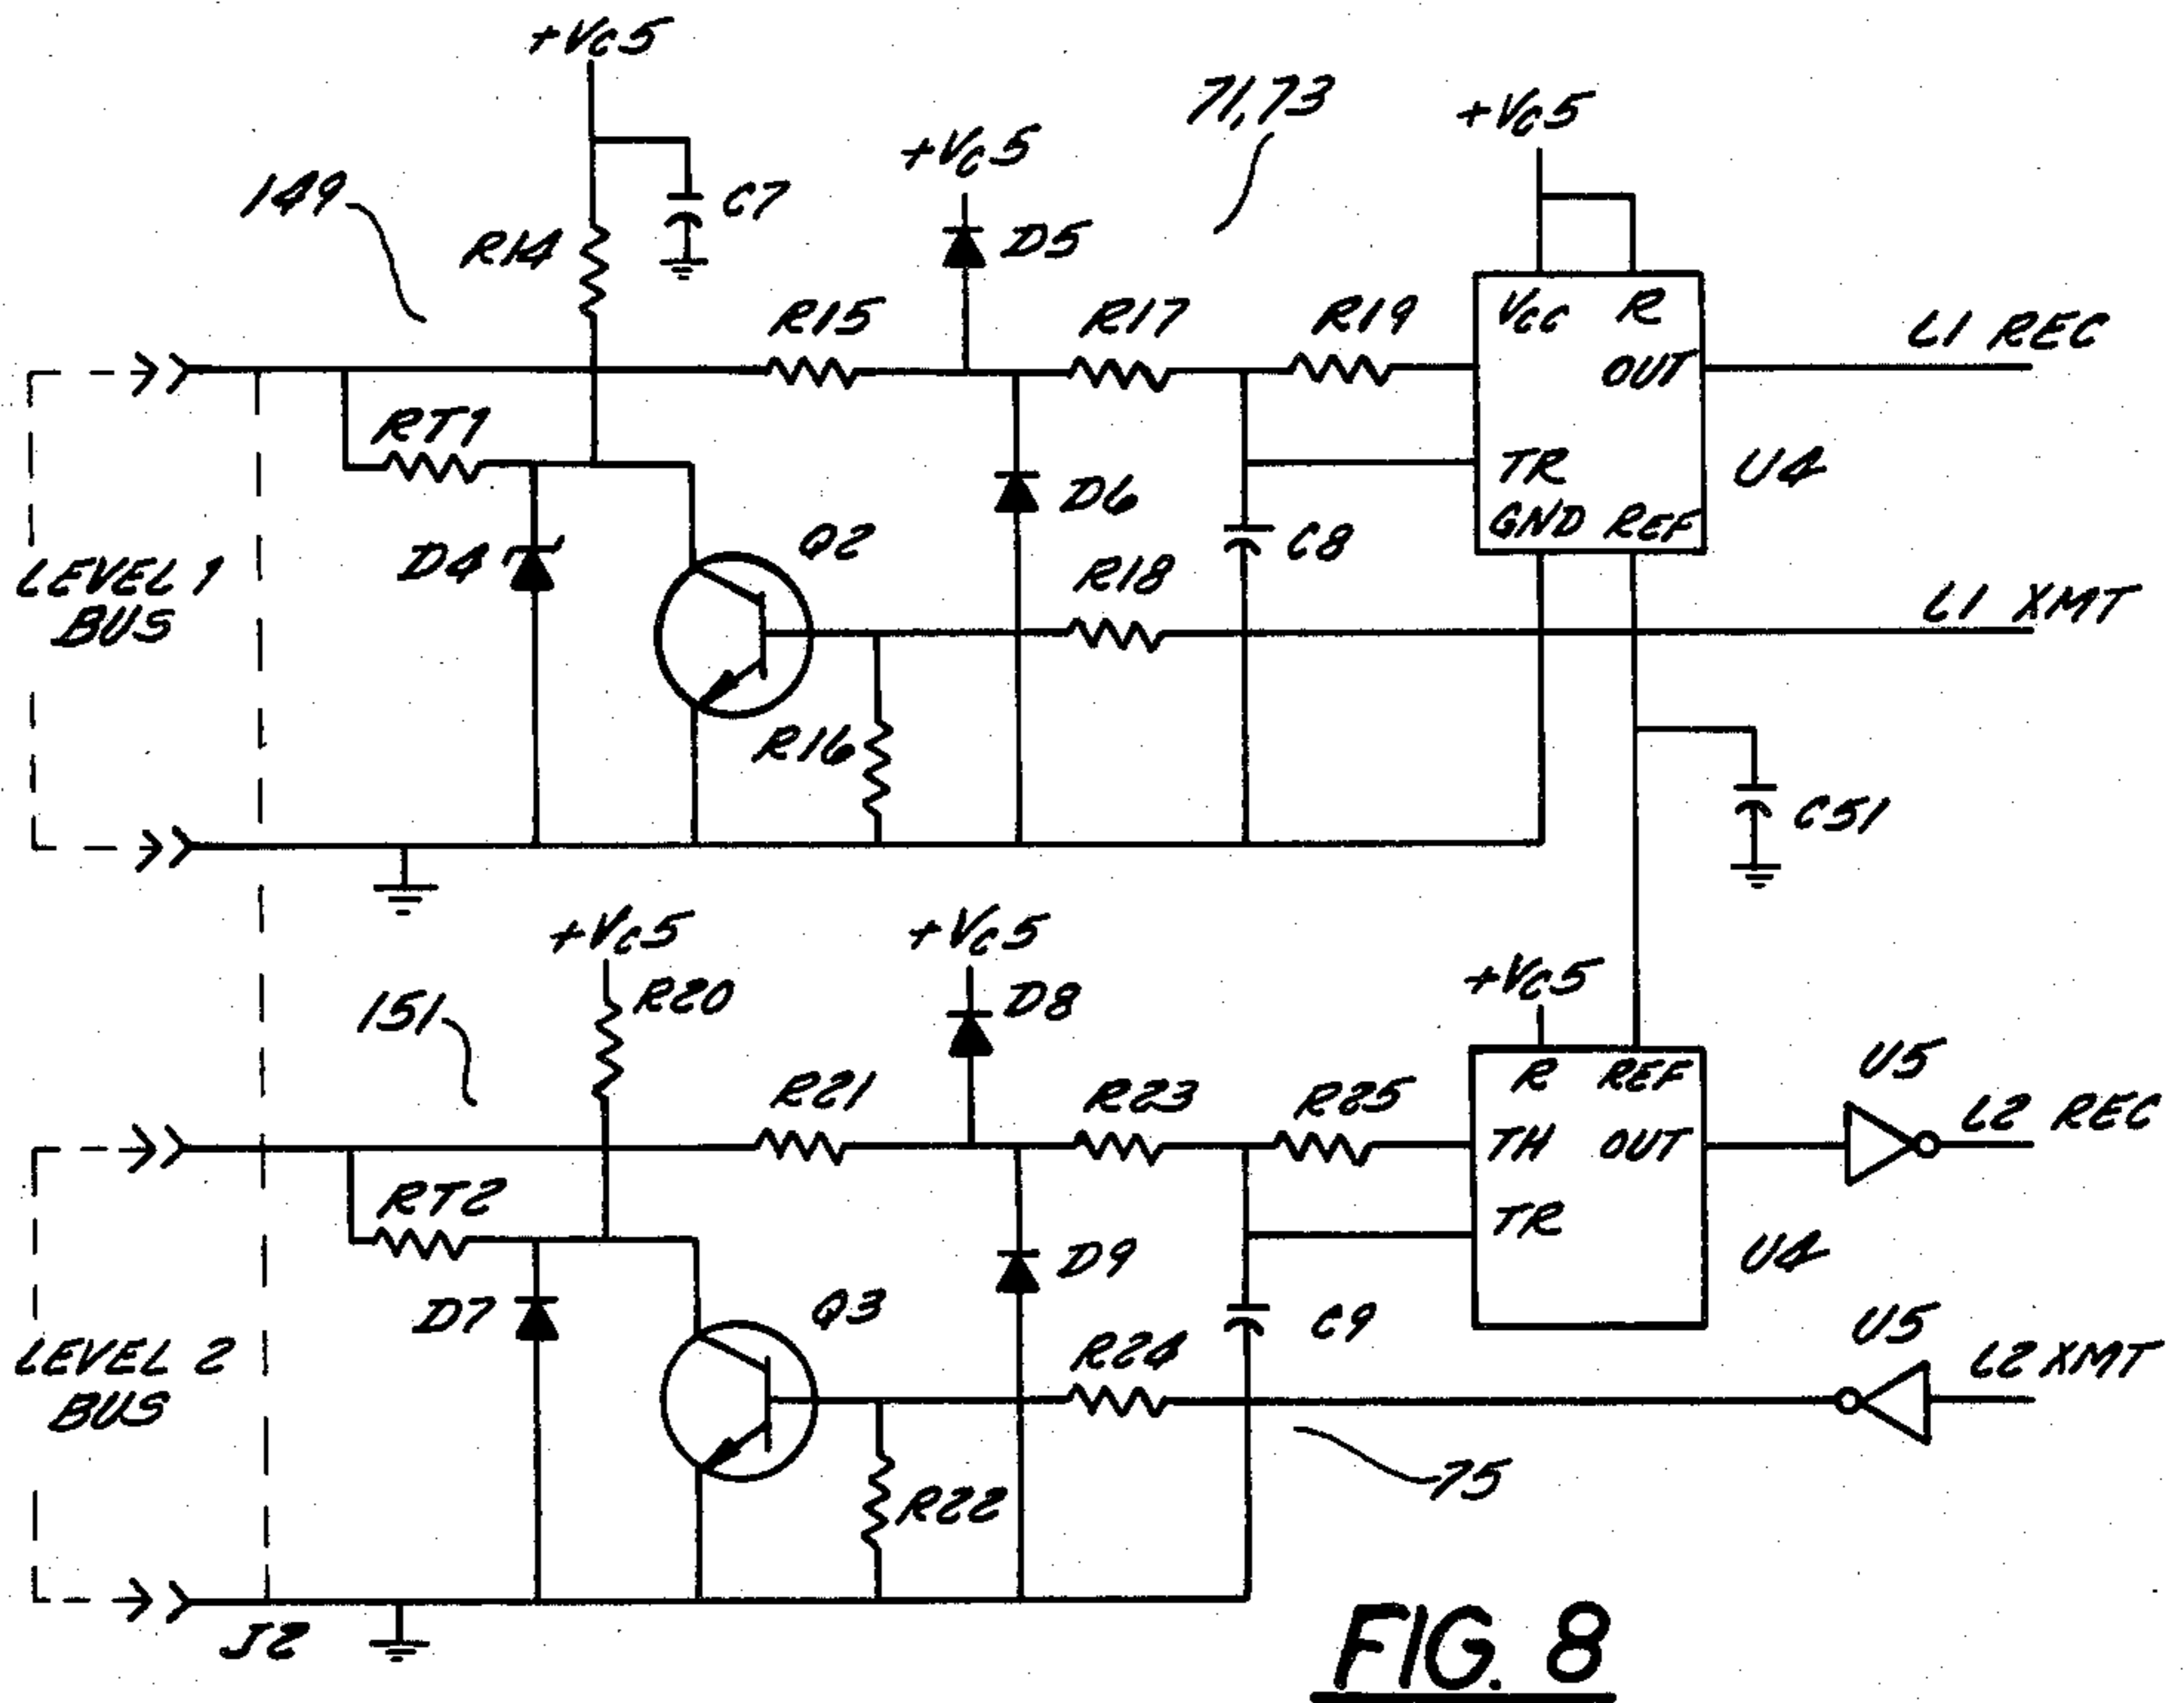 +Vc5
71,73
+Vc5
+Vc5
149
C7
R14
D5
R15
R17
R19
Vcc R
OUT
L1 REC
RT1
TR
U4
D6
GND REF
Q2
C8
D4
R18
LEVEL 1
BUS
L1 XMT
R16
C51
+Vc5
+Vc5
+Vc5
R20
D8
151
U5
R21
R23
R25
R REF
L2 REC
TH OUT
RT2
TR
D9
U4
D7
Q3
C9
U5
R24
L2 XMT
LEVEL 2
BUS
R22
75
J2
FIG. 8